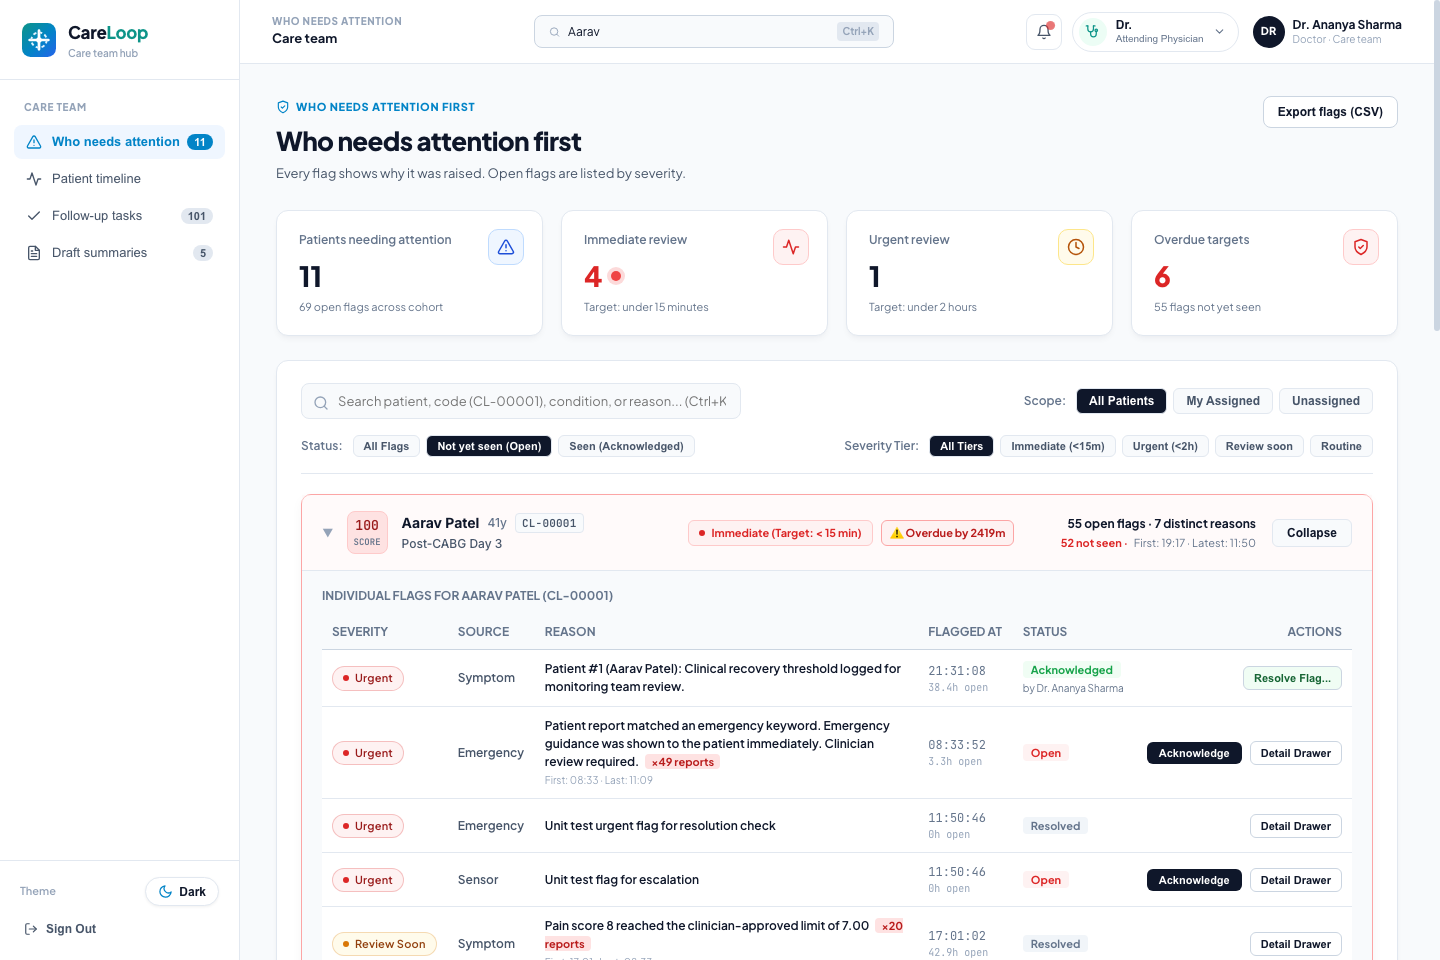 CareLoop
Care team hub
CARE TEAM
Who needs attention 11
Patient timeline
Follow-up tasks 101
Draft summaries 5
Theme
Dark
Sign Out
WHO NEEDS ATTENTION
Care team
Aarav Ctrl+K
Dr.
Attending Physician
DR
Dr. Ananya Sharma
Doctor · Care team
WHO NEEDS ATTENTION FIRST
Who needs attention first
Every flag shows why it was raised. Open flags are listed by severity.
Export flags (CSV)
Patients needing attention
11
69 open flags across cohort
Immediate review
4
Target: under 15 minutes
Urgent review
1
Target: under 2 hours
Overdue targets
6
55 flags not yet seen
Search patient, code (CL-00001), condition, or reason... (Ctrl+K
Scope: All Patients My Assigned Unassigned
Status: All Flags Not yet seen (Open) Seen (Acknowledged)
Severity Tier: All Tiers Immediate (<15m) Urgent (<2h) Review soon Routine
100
SCORE
Aarav Patel 41y CL-00001
Post-CABG Day 3
Immediate (Target: < 15 min)
Overdue by 2419m
55 open flags · 7 distinct reasons
52 not seen · First: 19:17 · Latest: 11:50
Collapse
INDIVIDUAL FLAGS FOR AARAV PATEL (CL-00001)
SEVERITY SOURCE REASON FLAGGED AT STATUS ACTIONS
Urgent
Symptom
Patient #1 (Aarav Patel): Clinical recovery threshold logged for
monitoring team review.
21:31:08
38.4h open
Acknowledged
by Dr. Ananya Sharma
Resolve Flag...
Urgent
Emergency
Patient report matched an emergency keyword. Emergency
guidance was shown to the patient immediately. Clinician
review required. ×49 reports
First: 08:33 · Last: 11:09
08:33:52
3.3h open
Open
Acknowledge
Detail Drawer
Urgent
Emergency
Unit test urgent flag for resolution check
11:50:46
0h open
Resolved
Detail Drawer
Urgent
Sensor
Unit test flag for escalation
11:50:46
0h open
Open
Acknowledge
Detail Drawer
Review Soon
Symptom
Pain score 8 reached the clinician-approved limit of 7.00 ×20
reports
17:01:02
42.9h open
Resolved
Detail Drawer